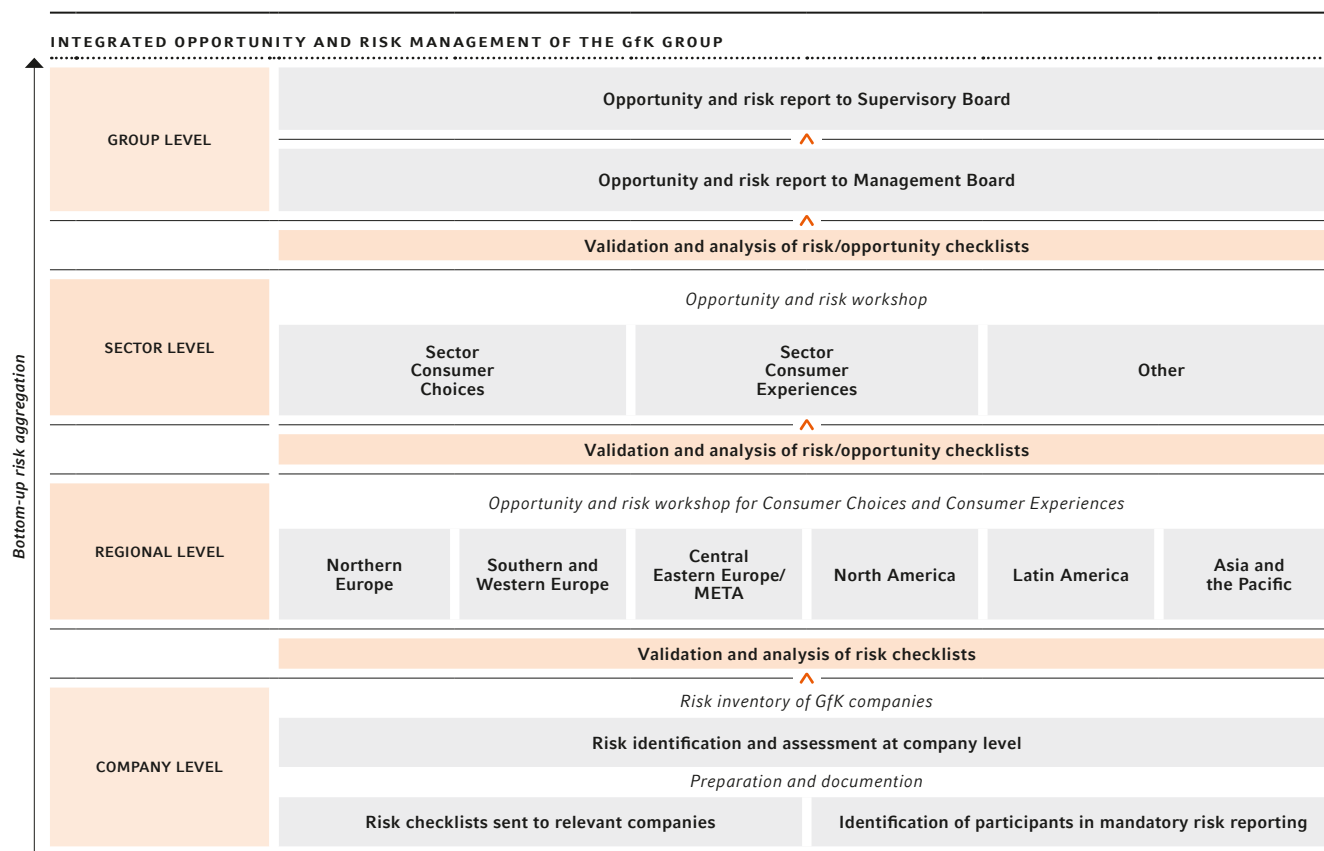 INTEGRATED OPPORTUNITY AND RISK MANAGEMENT OF THE GfK GROUP
Bottom-up risk aggregation
GROUP LEVEL
Opportunity and risk report to Supervisory Board
Opportunity and risk report to Management Board
Validation and analysis of risk/opportunity checklists
SECTOR LEVEL
Opportunity and risk workshop
Sector
Consumer
Choices
Sector
Consumer
Experiences
Other
Validation and analysis of risk/opportunity checklists
REGIONAL LEVEL
Opportunity and risk workshop for Consumer Choices and Consumer Experiences
Northern
Europe
Southern and
Western Europe
Central
Eastern Europe/
META
North America
Latin America
Asia and
the Pacific
Validation and analysis of risk checklists
COMPANY LEVEL
Risk inventory of GfK companies
Risk identification and assessment at company level
Preparation and documention
Risk checklists sent to relevant companies
Identification of participants in mandatory risk reporting